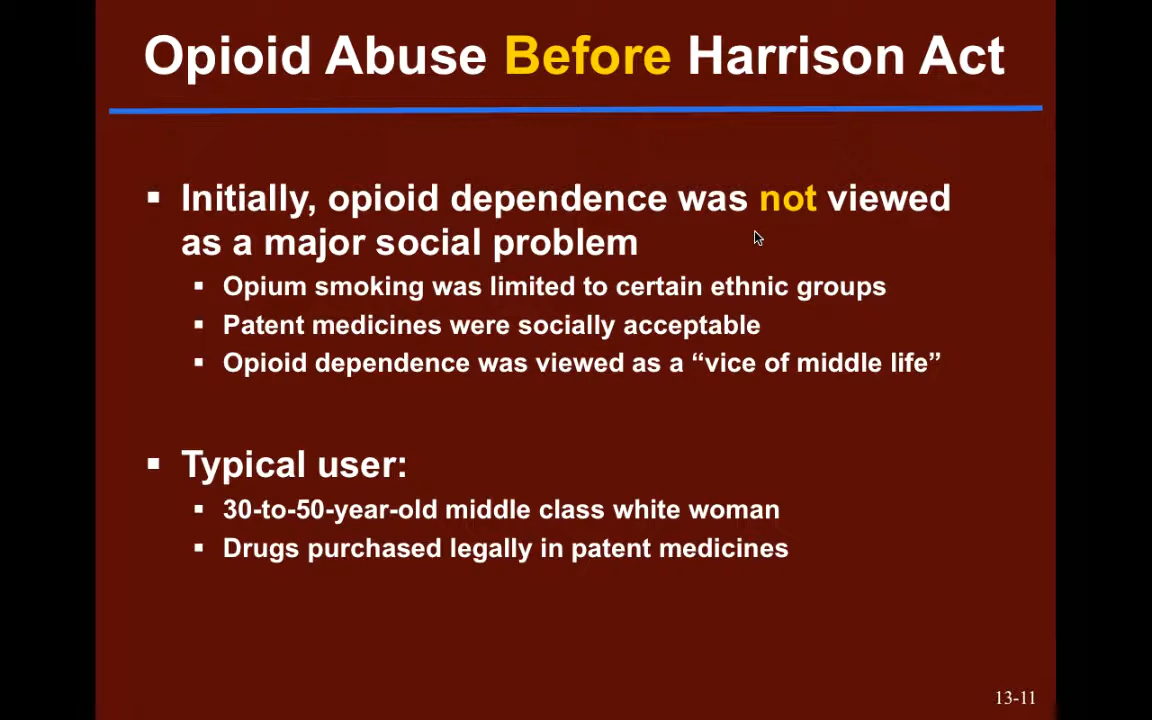 Opioid Abuse Before Harrison Act
▪ Initially, opioid dependence was not viewed
as a major social problem
▪ Opium smoking was limited to certain ethnic groups
▪ Patent medicines were socially acceptable
▪ Opioid dependence was viewed as a “vice of middle life”
▪ Typical user:
▪ 30-to-50-year-old middle class white woman
▪ Drugs purchased legally in patent medicines
13-11